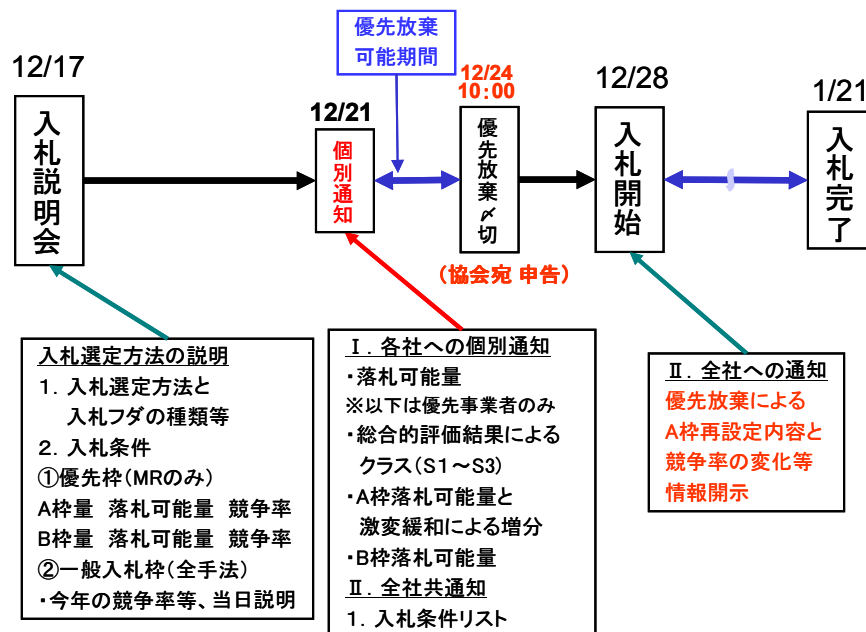 優先放棄
可能期間
12/17
12/21
12/24
10:00
12/28
1/21
入札説明会
個別通知
優先放棄〆切
入札開始
入札完了
(協会宛 申告)
入札選定方法の説明
1. 入札選定方法と
入札フダの種類等
2. 入札条件
①優先枠(MRのみ)
A枠量 落札可能量 競争率
B枠量 落札可能量 競争率
②一般入札枠(全手法)
・今年の競争率等、当日説明
Ⅰ. 各社への個別通知
・落札可能量
※以下は優先事業者のみ
・総合的評価結果による
クラス(S1~S3)
・A枠落札可能量と
激変緩和による増分
・B枠落札可能量
Ⅱ. 全社共通知
1. 入札条件リスト
Ⅱ. 全社への通知
優先放棄による
A枠再設定内容と
競争率の変化等
情報開示